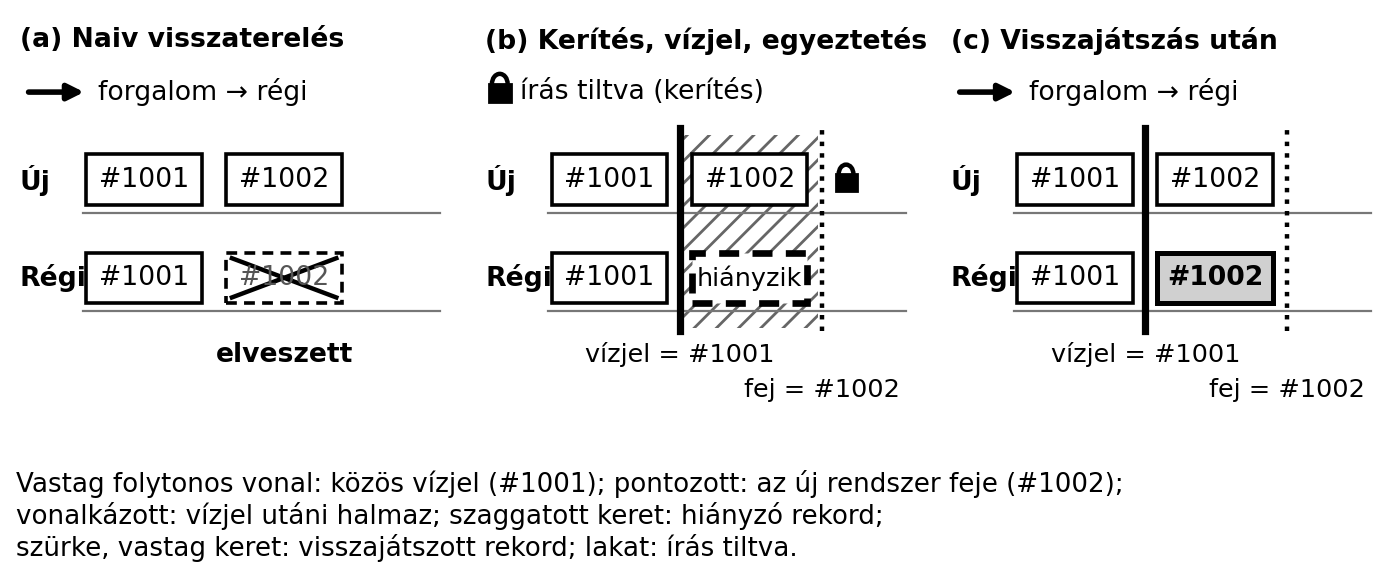 (a) Naiv visszaterelés
forgalom → régi
Új
#1001
#1002
Régi
#1001
#1002
elveszett
(b) Kerítés, vízjel, egyeztetés
írás tiltva (kerítés)
Új
#1001
#1002
Régi
#1001
hiányzik
vízjel = #1001
fej = #1002
(c) Visszajátszás után
forgalom → régi
Új
#1001
#1002
Régi
#1001
#1002
vízjel = #1001
fej = #1002
Vastag folytonos vonal: közös vízjel (#1001); pontozott: az új rendszer feje (#1002);
vonalkázott: vízjel utáni halmaz; szaggatott keret: hiányzó rekord;
szürke, vastag keret: visszajátszott rekord; lakat: írás tiltva.